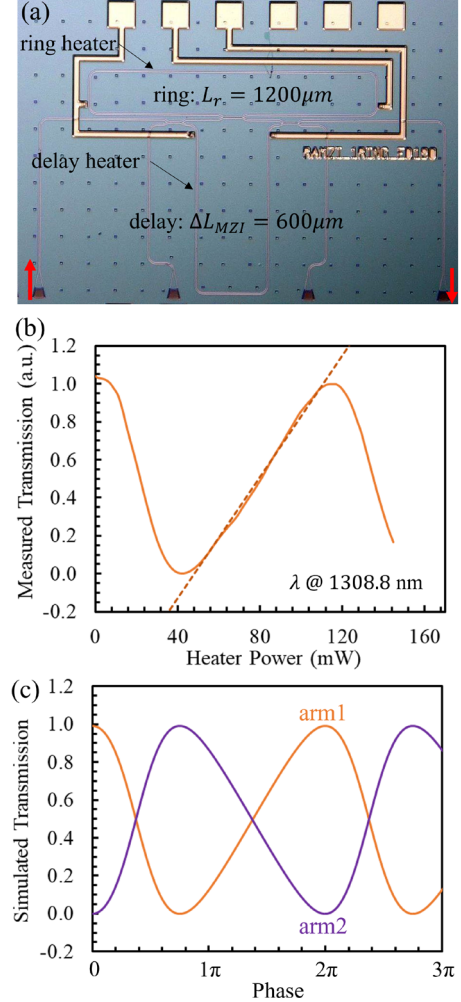 (a)
ring heater
ring: L_r = 1200μm
RAMZI_1RING_3D1S0
delay heater
delay: ΔL_MZI = 600μm
(b)
Measured Transmission (a.u.)
1.2
1.0
0.8
0.6
0.4
0.2
0.0
-0.2
λ @ 1308.8 nm
0
40
80
120
160
Heater Power (mW)
(c)
Simulated Transmission
1.2
1.0
0.8
0.6
0.4
0.2
0.0
-0.2
arm1
arm2
0
1π
2π
3π
Phase